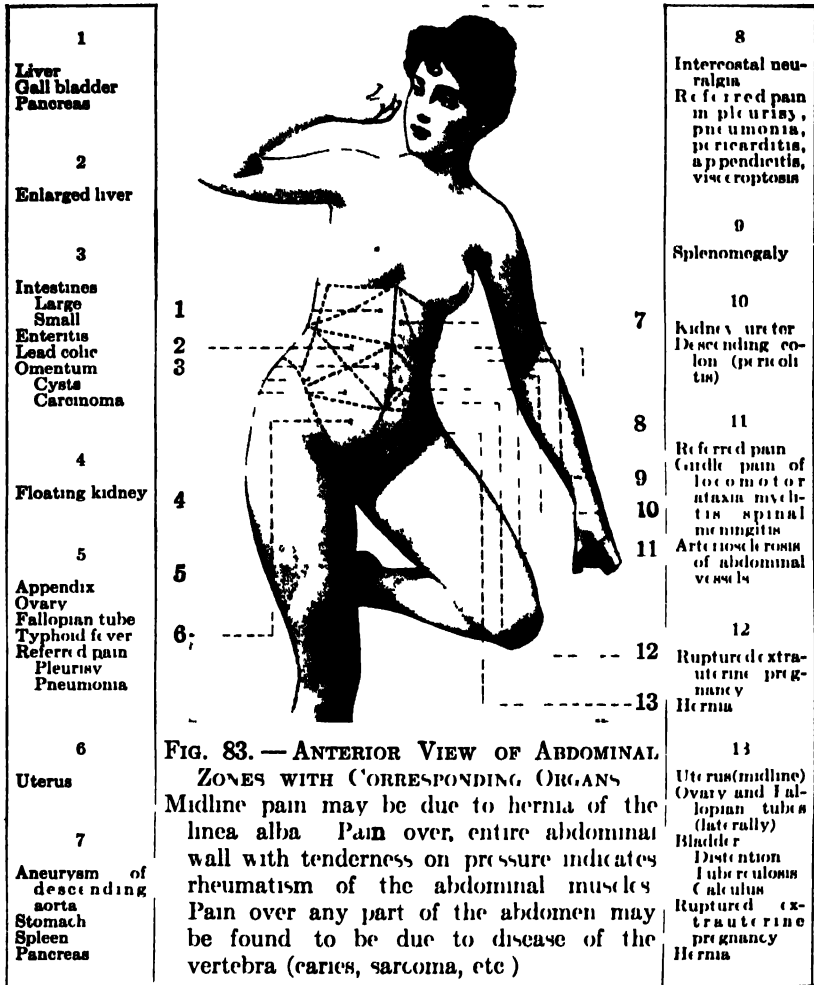 1
Liver
Gall bladder
Pancreas
2
Enlarged liver
3
Intestines
Large
Small
Enteritis
Lead colic
Omentum
Cysts
Carcinoma
4
Floating kidney
5
Appendix
Ovary
Fallopian tube
Typhoid fever
Referred pain
Pleurisy
Pneumonia
6
Uterus
7
Aneurysm of
descending
aorta
Stomach
Spleen
Pancreas
1
2
3
4
5
6
7
8
9
10
11
12
13
FIG. 83. — ANTERIOR VIEW OF ABDOMINAL
ZONES WITH CORRESPONDING ORGANS
Midline pain may be due to hernia of the
linea alba Pain over, entire abdominal
wall with tenderness on pressure indicates
rheumatism of the abdominal muscles
Pain over any part of the abdomen may
be found to be due to disease of the
vertebra (caries, sarcoma, etc )
8
Intercostal neu-
ralgia
Referred pain
in pleurisy,
pneumonia,
pericarditis,
appendicitis,
visceroptosis
9
Splenomegaly
10
Kidney ureter
Descending co-
lon (pericoli
tis)
11
Referred pain
Girdle pain of
locomotor
ataxia myeli-
tis spinal
meningitis
Arteriosclerosis
of abdominal
vessels
12
Ruptured extra-
uterine preg-
nancy
Hernia
13
Uterus (midline)
Ovary and Fal-
lopian tubes
(laterally)
Bladder
Distention
Tuberculosis
Calculus
Ruptured ex-
trauterine
pregnancy
Hernia